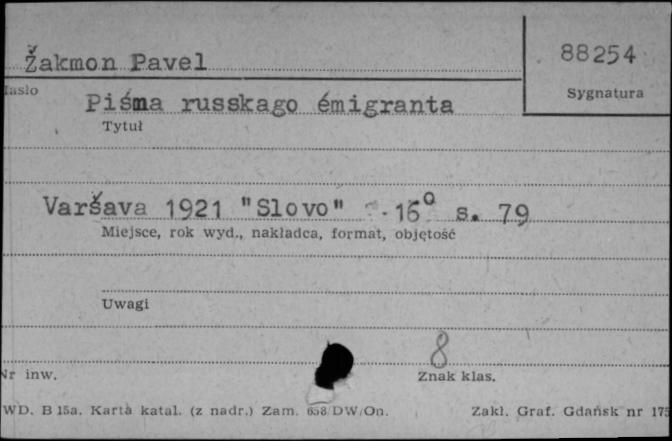 Žakmon Pavel
88254
Sygnatura
Hasło
Piśma russkago émigranta
Tytuł
Varšava 1921 "Slovo" - 16° s. 79
Miejsce, rok wyd., nakładca, format, objętość
Uwagi
8
Nr inw.
Znak klas.
WD. B 15a. Karta katal. (z nadr.) Zam. 658/DW/On.
Zakł. Graf. Gdańsk nr 175